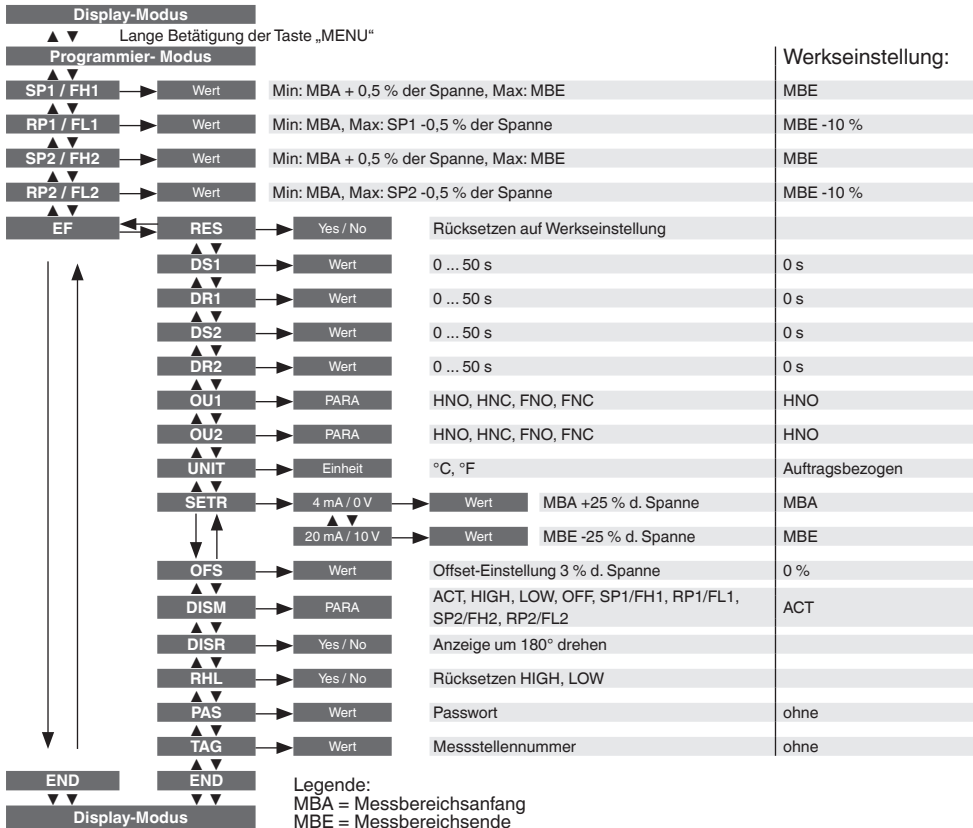 Display-Modus
▲ ▼ Lange Betätigung der Taste „MENU“
Programmier- Modus Werkseinstellung:
▲ ▼
SP1 / FH1 Wert Min: MBA + 0,5 % der Spanne, Max: MBE MBE
▲ ▼
RP1 / FL1 Wert Min: MBA, Max: SP1 -0,5 % der Spanne MBE -10 %
▲ ▼
SP2 / FH2 Wert Min: MBA + 0,5 % der Spanne, Max: MBE MBE
▲ ▼
RP2 / FL2 Wert Min: MBA, Max: SP2 -0,5 % der Spanne MBE -10 %
▲ ▼
EF RES Yes / No Rücksetzen auf Werkseinstellung
▲ ▼
DS1 Wert 0 ... 50 s 0 s
▲ ▼
DR1 Wert 0 ... 50 s 0 s
▲ ▼
DS2 Wert 0 ... 50 s 0 s
▲ ▼
DR2 Wert 0 ... 50 s 0 s
▲ ▼
OU1 PARA HNO, HNC, FNO, FNC HNO
▲ ▼
OU2 PARA HNO, HNC, FNO, FNC HNO
▲ ▼
UNIT Einheit °C, °F Auftragsbezogen
▲ ▼
SETR 4 mA / 0 V Wert MBA +25 % d. Spanne MBA
▲ ▼
20 mA / 10 V Wert MBE -25 % d. Spanne MBE
OFS Wert Offset-Einstellung 3 % d. Spanne 0 %
▲ ▼
DISM PARA ACT, HIGH, LOW, OFF, SP1/FH1, RP1/FL1, ACT
SP2/FH2, RP2/FL2
▲ ▼
DISR Yes / No Anzeige um 180° drehen
▲ ▼
RHL Yes / No Rücksetzen HIGH, LOW
▲ ▼
PAS Wert Passwort ohne
▲ ▼
TAG Wert Messstellennummer ohne
▲ ▼
END END Legende:
▼ ▼ ▼ ▼ MBA = Messbereichsanfang
Display-Modus MBE = Messbereichsende